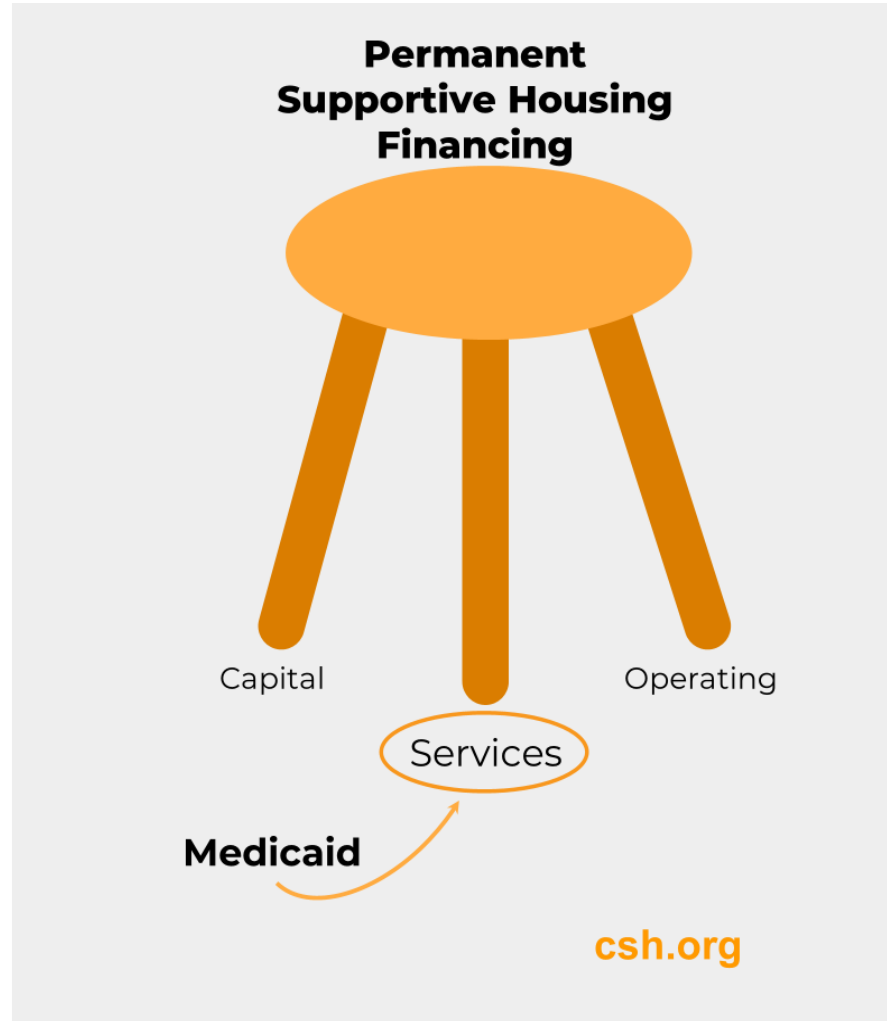 Permanent
Supportive Housing
Financing
Capital
Operating
Services
Medicaid
csh.org